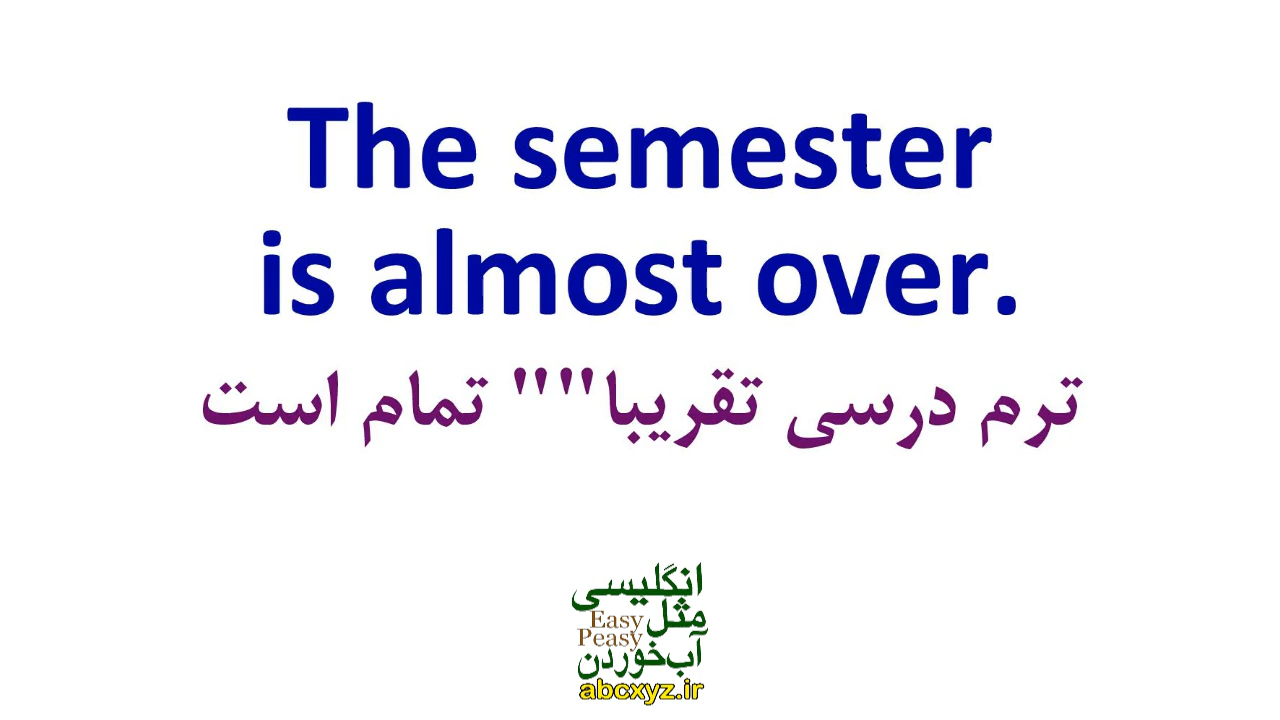 The semester
is almost over.
ترم درسی تقریبا"" تمام است
انگلیسی
مثل
Easy
Peasy
آب‌خوردن
abcxyz.ir